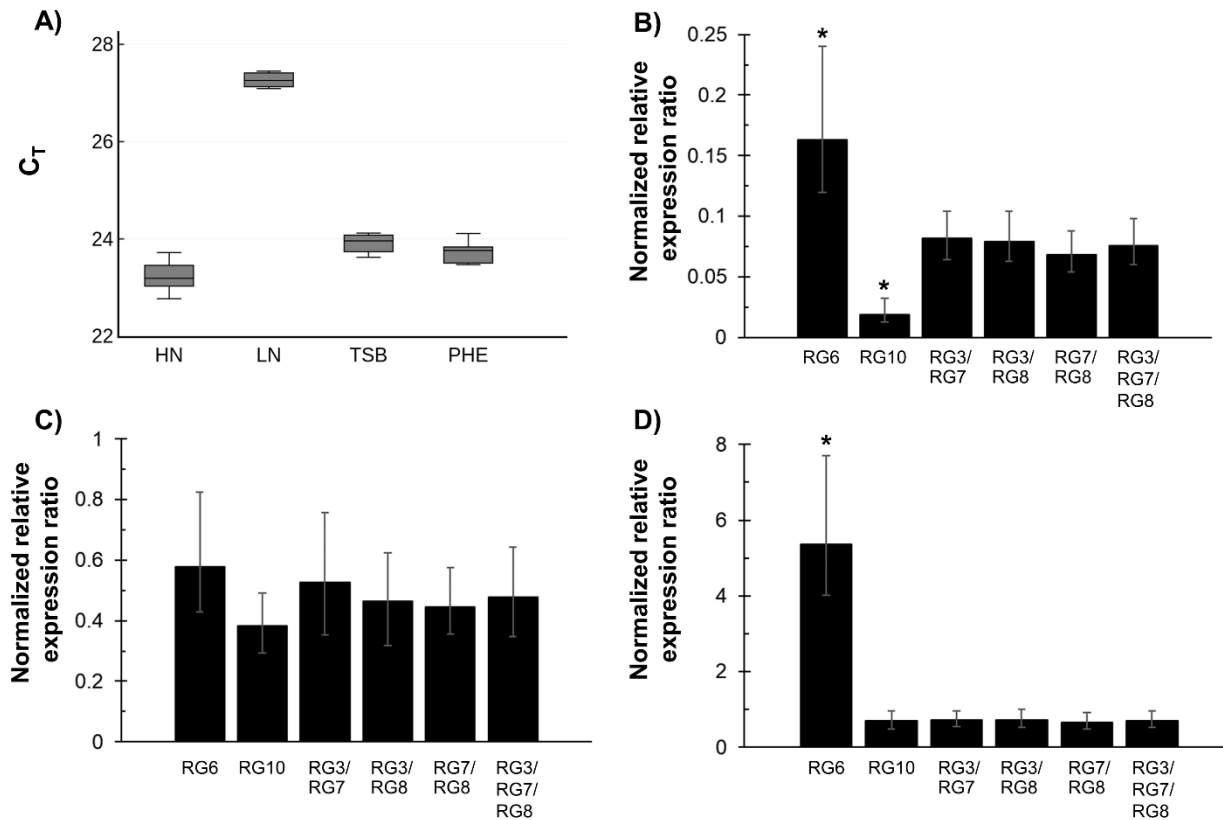 A)
28
26
24
22
C_T
HN LN TSB PHE
B)
0.25
0.2
0.15
0.1
0.05
0
Normalized relative
expression ratio
*
*
RG6 RG10 RG3/ RG3/ RG7/ RG3/
RG7 RG8 RG8 RG7/
RG8
C)
1
0.8
0.6
0.4
0.2
0
Normalized relative
expression ratio
RG6 RG10 RG3/ RG3/ RG7/ RG3/
RG7 RG8 RG8 RG7/
RG8
D)
8
6
4
2
0
Normalized relative
expression ratio
*
RG6 RG10 RG3/ RG3/ RG7/ RG3/
RG7 RG8 RG8 RG7/
RG8